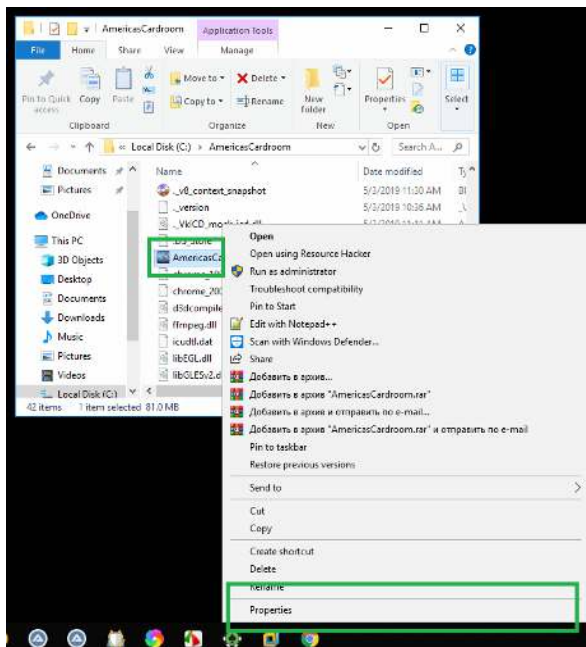 AmericasCardroom
Application Tools
File
Home
Share
View
Manage
Pin to Quick access
Copy
Paste
Move to
Copy to
Delete
Rename
New folder
Properties
Select
Clipboard
Organize
New
Open
« Local Disk (C:) > AmericasCardroom
Search A...
Documents
Pictures
OneDrive
This PC
3D Objects
Desktop
Documents
Downloads
Music
Pictures
Videos
Local Disk (C:)
Name
Date modified
._v8_context_snapshot
5/3/2019 11:30 AM
._version
5/3/2019 10:36 AM
AmericasCa
d3dcompile
ffmpeg.dll
icudtl.dat
libEGL.dll
libGLESv2.d
42 items
1 item selected 81.0 MB
Open
Open using Resource Hacker
Run as administrator
Troubleshoot compatibility
Pin to Start
Edit with Notepad++
Scan with Windows Defender...
Share
Добавить в архив...
Добавить в архив "AmericasCardroom.rar"
Добавить в архив и отправить по e-mail...
Добавить в архив "AmericasCardroom.rar" и отправить по e-mail
Pin to taskbar
Restore previous versions
Send to
Cut
Copy
Create shortcut
Delete
Rename
Properties